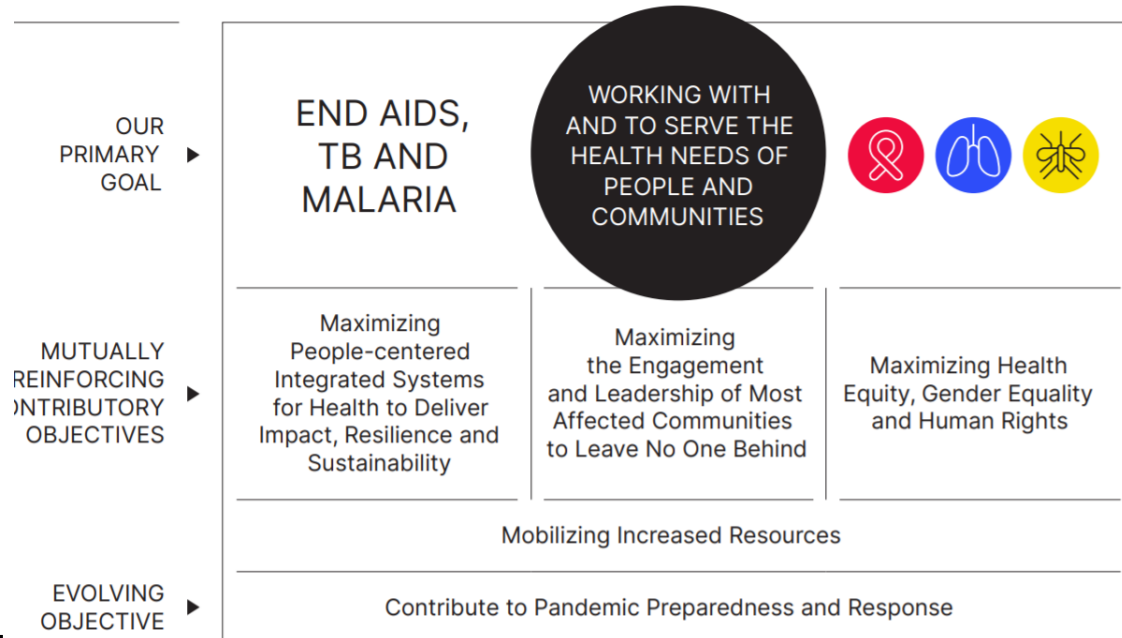 OUR
PRIMARY
GOAL
END AIDS,
TB AND
MALARIA
WORKING WITH
AND TO SERVE THE
HEALTH NEEDS OF
PEOPLE AND
COMMUNITIES
MUTUALLY
REINFORCING
ONTRIBUTORY
OBJECTIVES
Maximizing
People-centered
Integrated Systems
for Health to Deliver
Impact, Resilience and
Sustainability
Maximizing
the Engagement
and Leadership of Most
Affected Communities
to Leave No One Behind
Maximizing Health
Equity, Gender Equality
and Human Rights
Mobilizing Increased Resources
EVOLVING
OBJECTIVE
Contribute to Pandemic Preparedness and Response